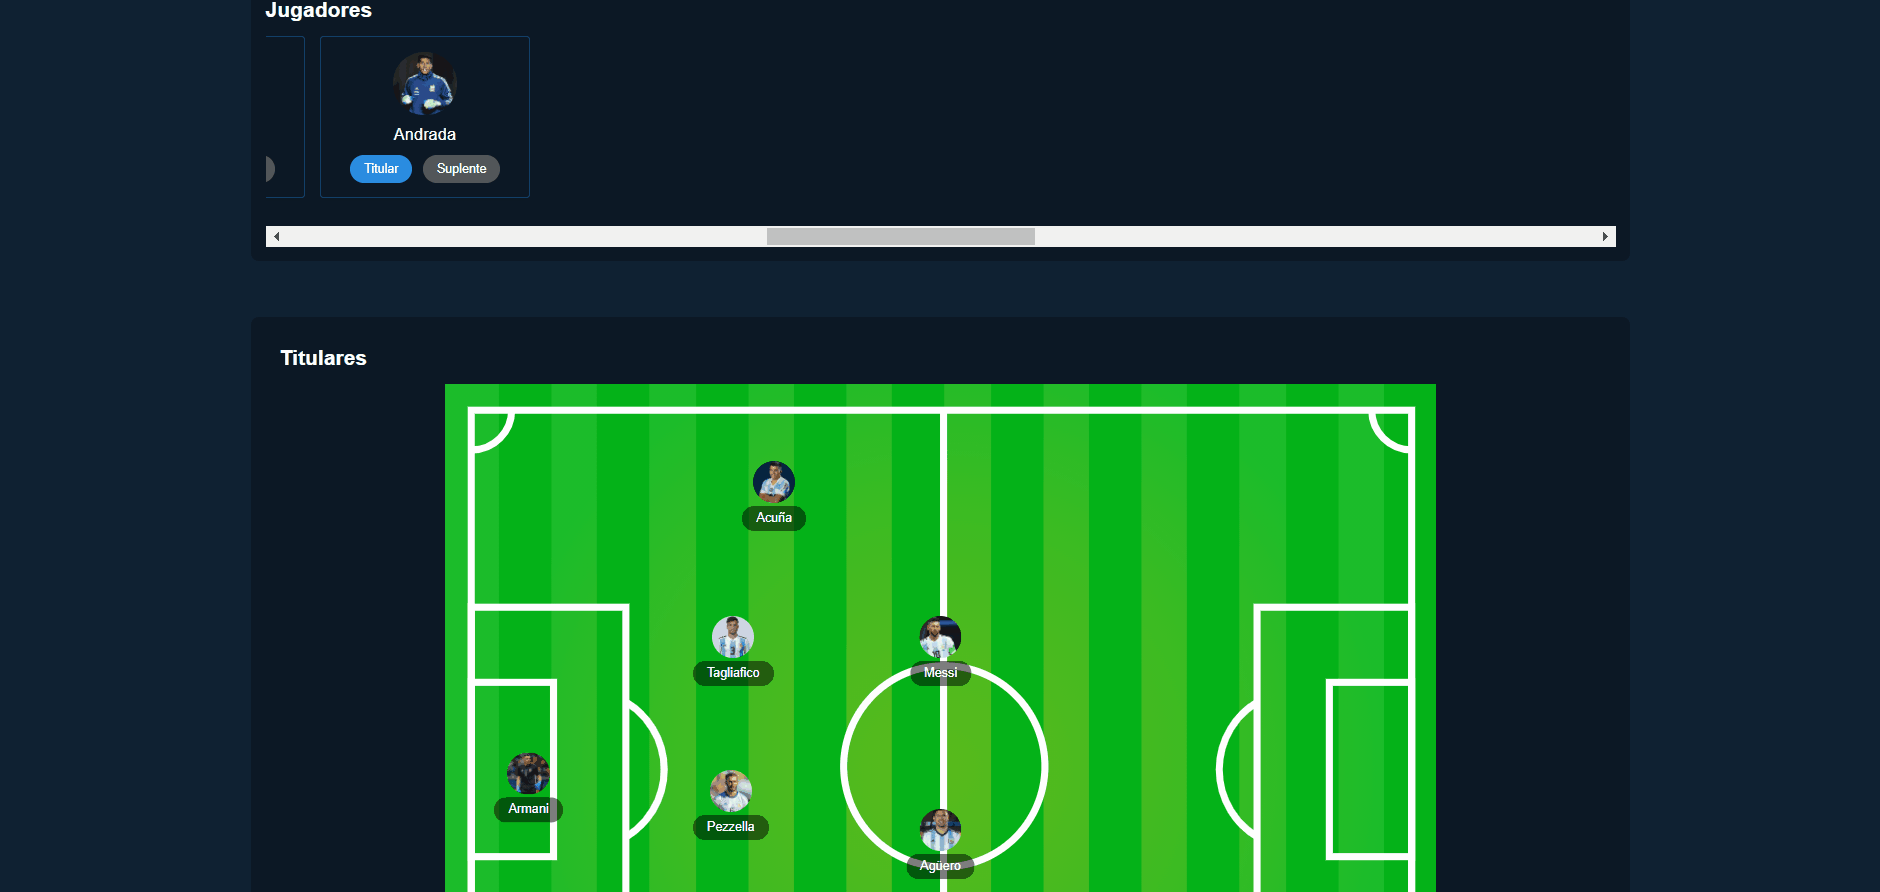 Jugadores
Andrada
Titular
Suplente
Titulares
Acuña
Tagliafico
Messi
Armani
Pezzella
Agüero